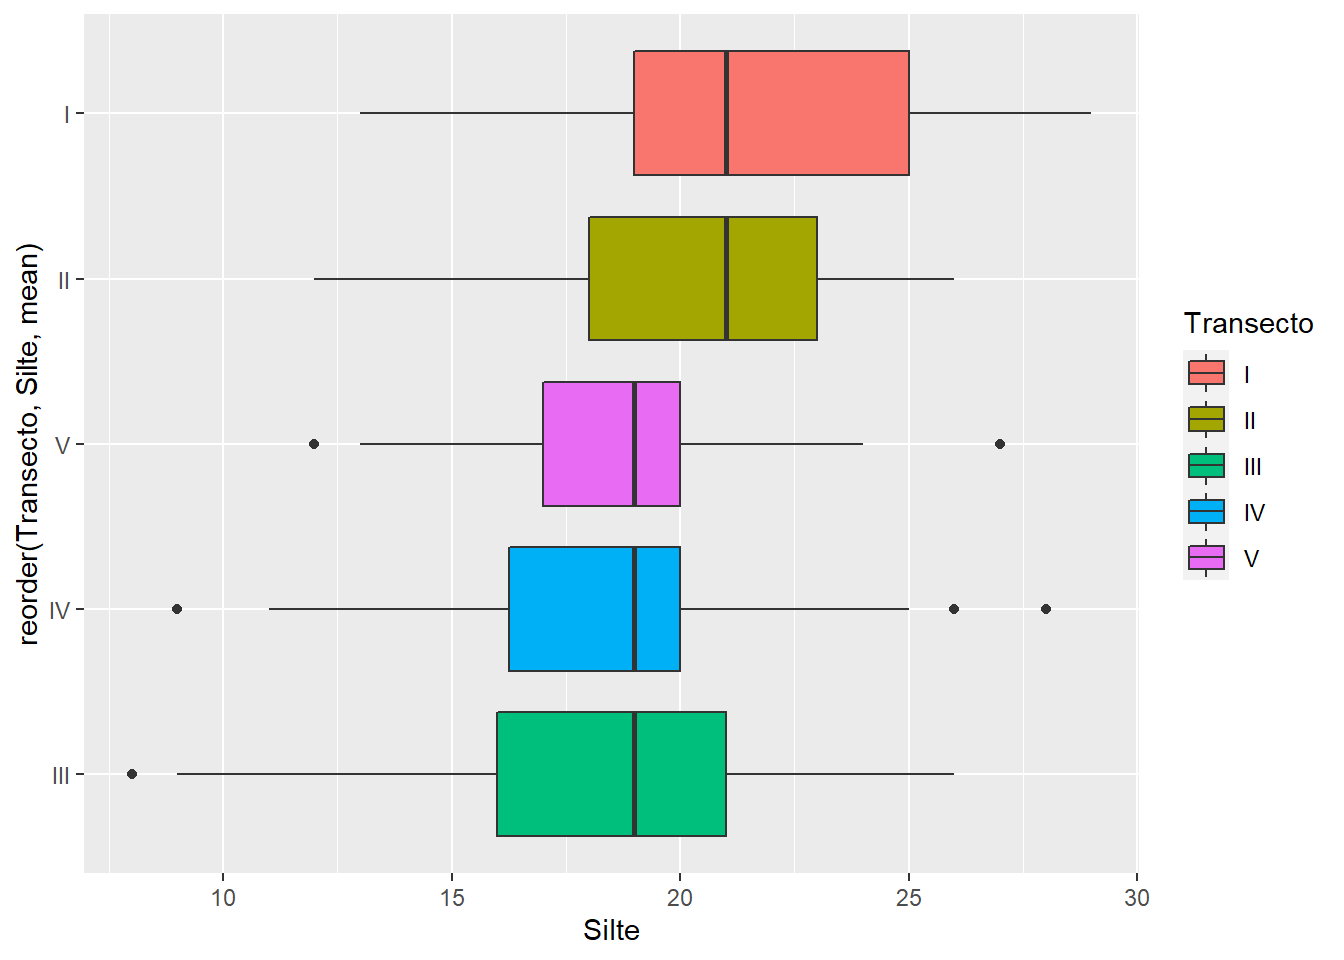 reorder(Transecto, Silte, mean)
I
II
V
IV
III
10 15 20 25 30
Silte
Transecto
I
II
III
IV
V